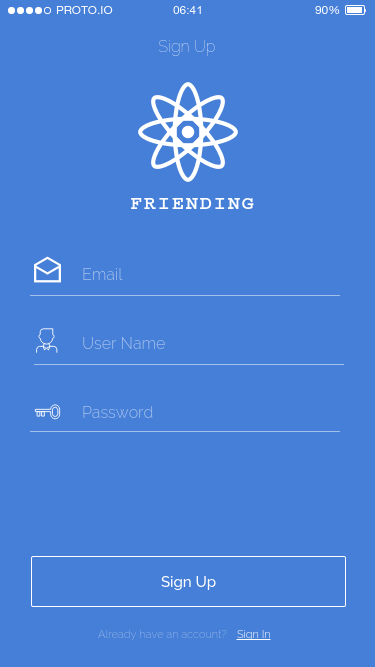 PROTO.IO 06:41 90%
Sign Up
FRIENDING
Email
User Name
Password
Sign Up
Already have an account? Sign In